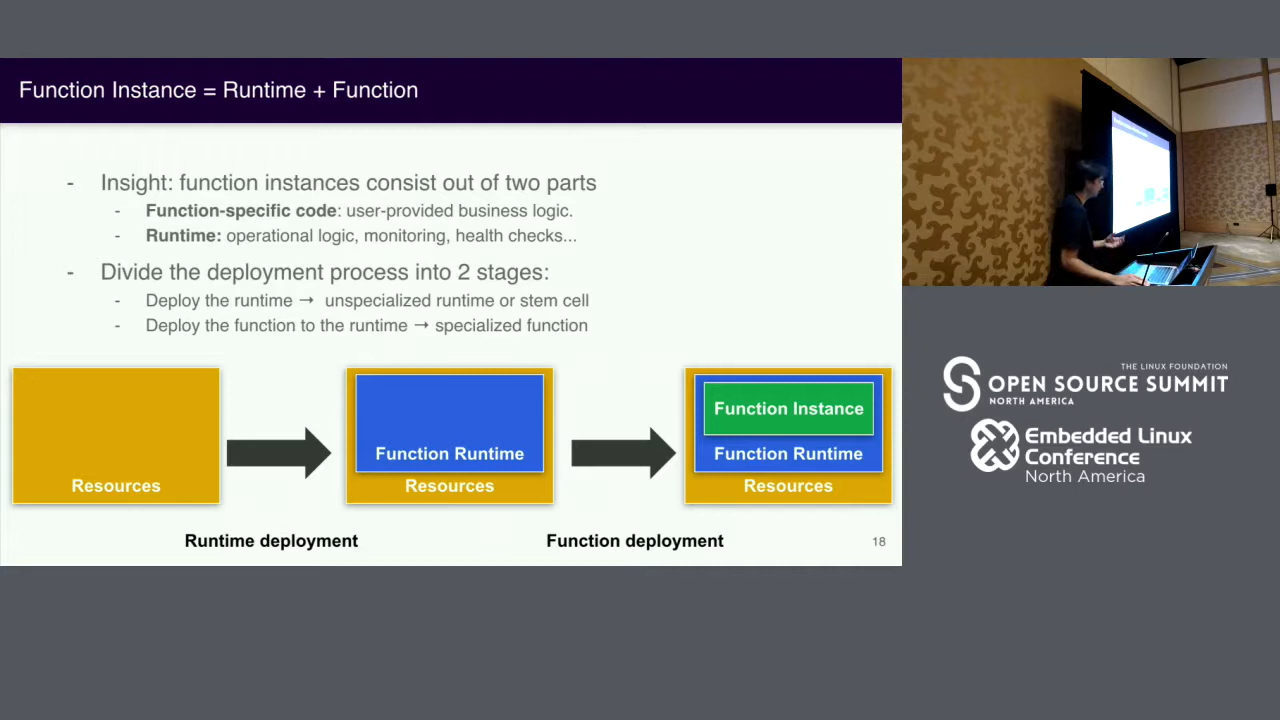 Function Instance = Runtime + Function
- Insight: function instances consist out of two parts
- Function-specific code: user-provided business logic.
- Runtime: operational logic, monitoring, health checks...
- Divide the deployment process into 2 stages:
- Deploy the runtime → unspecialized runtime or stem cell
- Deploy the function to the runtime → specialized function
Resources
Function Runtime
Resources
Function Instance
Function Runtime
Resources
Runtime deployment
Function deployment
18
THE LINUX FOUNDATION
OPEN SOURCE SUMMIT
NORTH AMERICA
Embedded Linux
Conference
North America